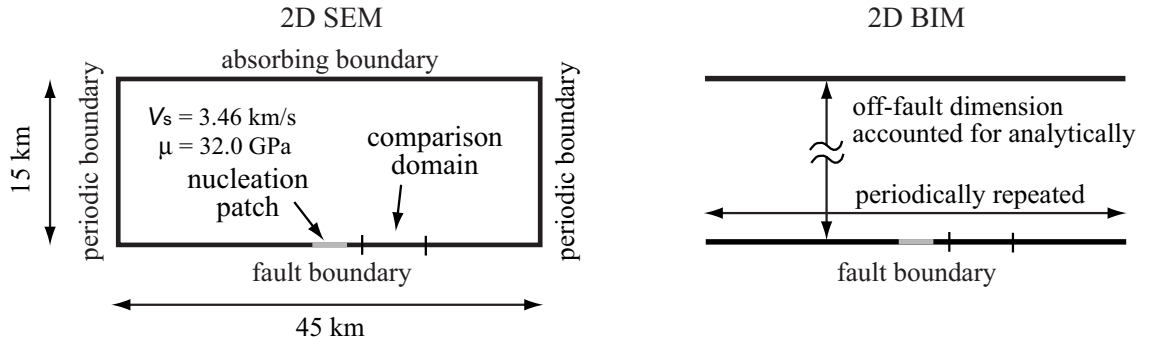 2D SEM
absorbing boundary
periodic boundary
15 km
Vs = 3.46 km/s
μ = 32.0 GPa
nucleation
patch
comparison
domain
periodic boundary
fault boundary
45 km
2D BIM
off-fault dimension
accounted for analytically
periodically repeated
fault boundary